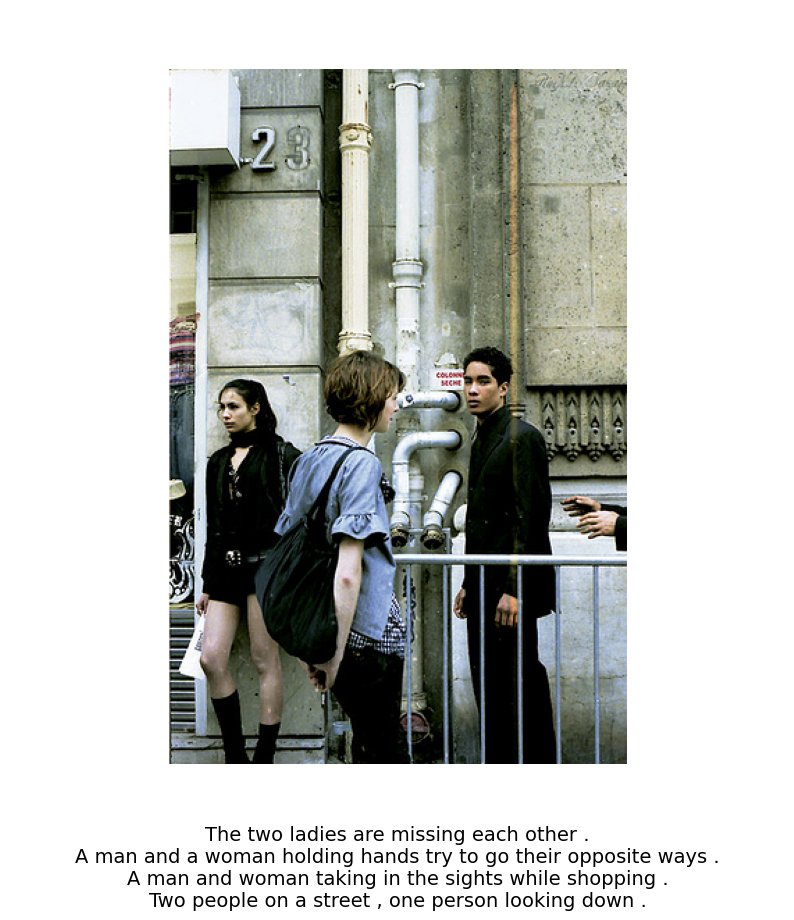 23
COLONNE
SECHE
The two ladies are missing each other .
A man and a woman holding hands try to go their opposite ways .
A man and woman taking in the sights while shopping .
Two people on a street , one person looking down .